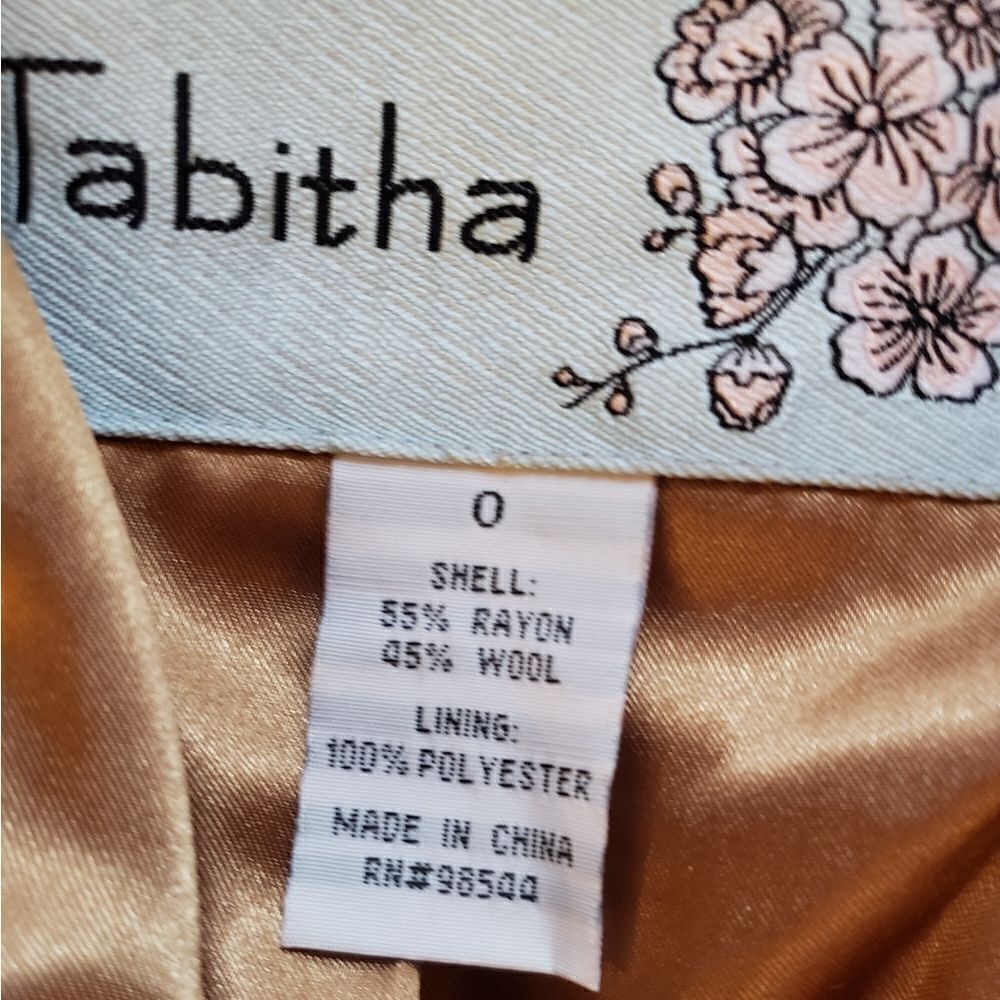 Tabitha
0
SHELL:
55% RAYON
45% WOOL
LINING:
100% POLYESTER
MADE IN CHINA
RN#98544